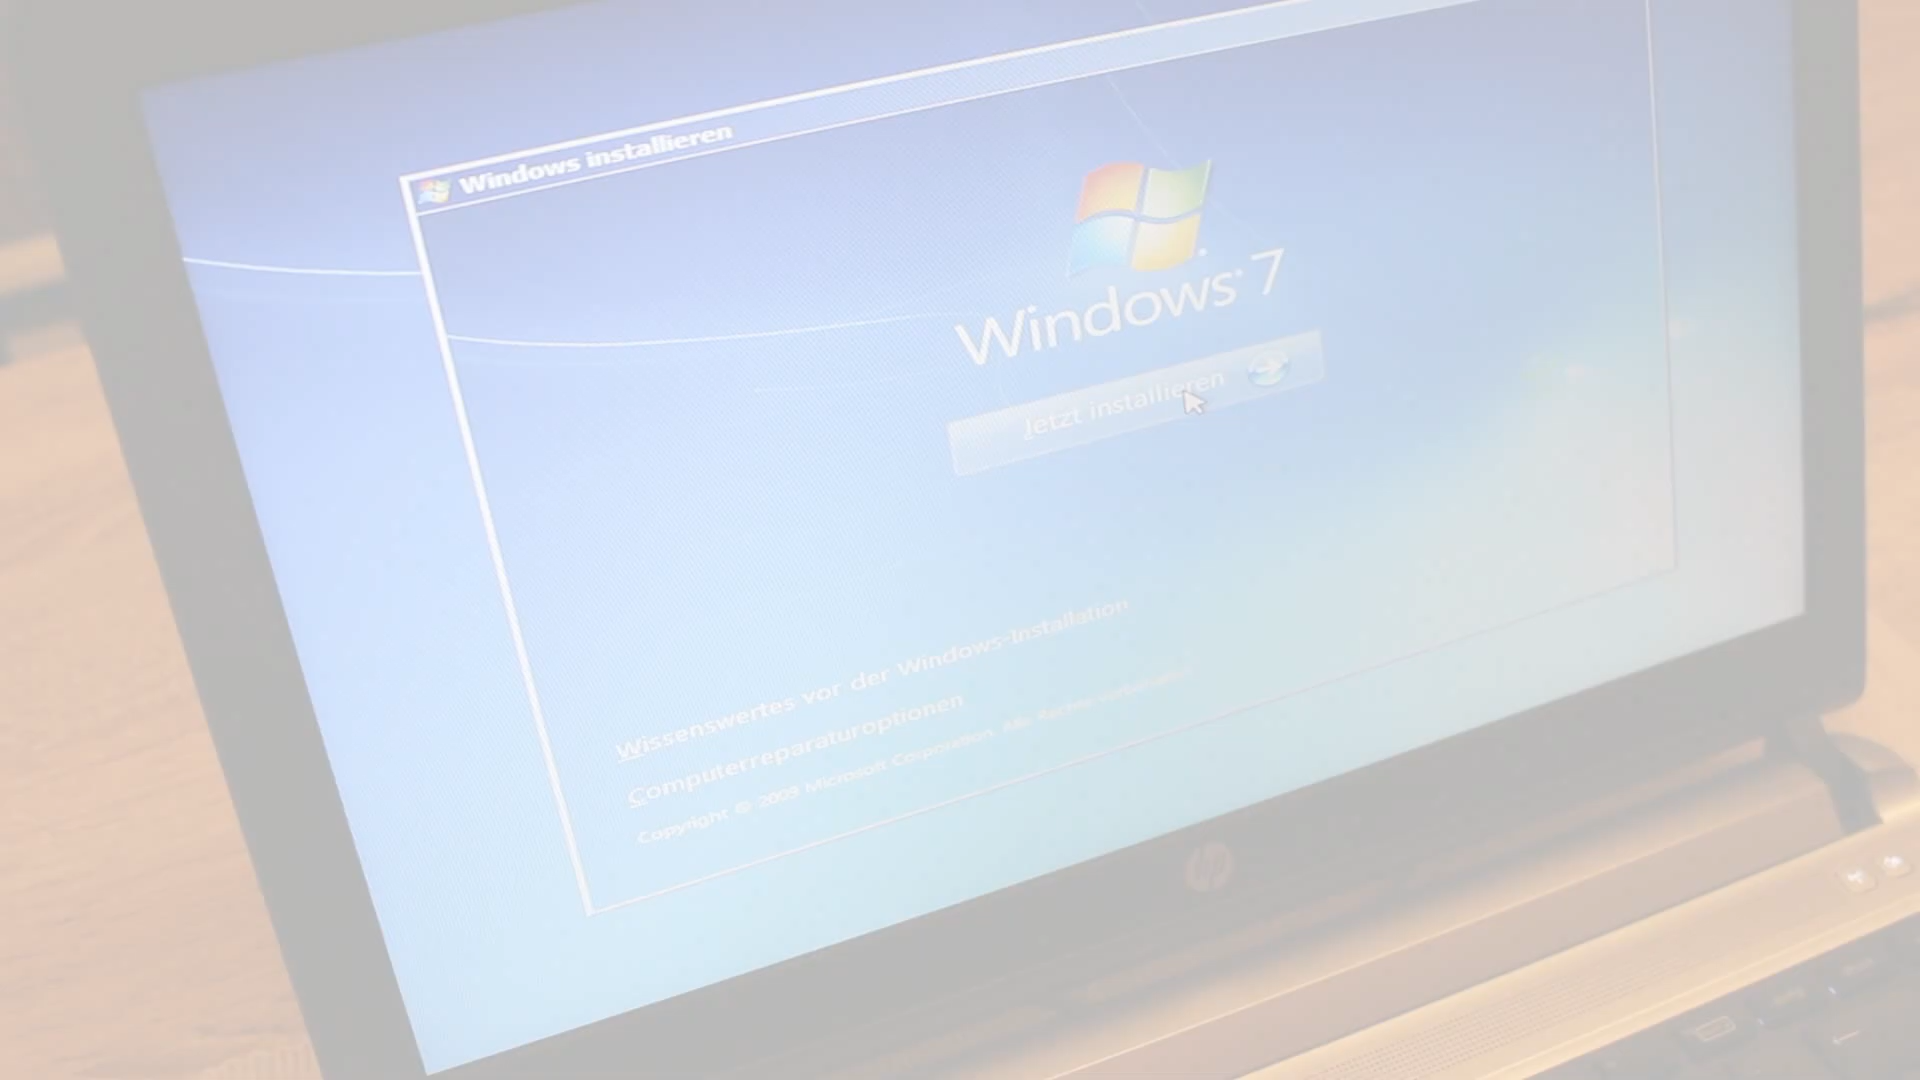 Windows installieren
Windows 7
Jetzt installieren
Wissenswertes vor der Windows-Installation
Computerreparaturoptionen
Copyright © 2009 Microsoft Corporation. Alle Rechte vorbehalten.
hp